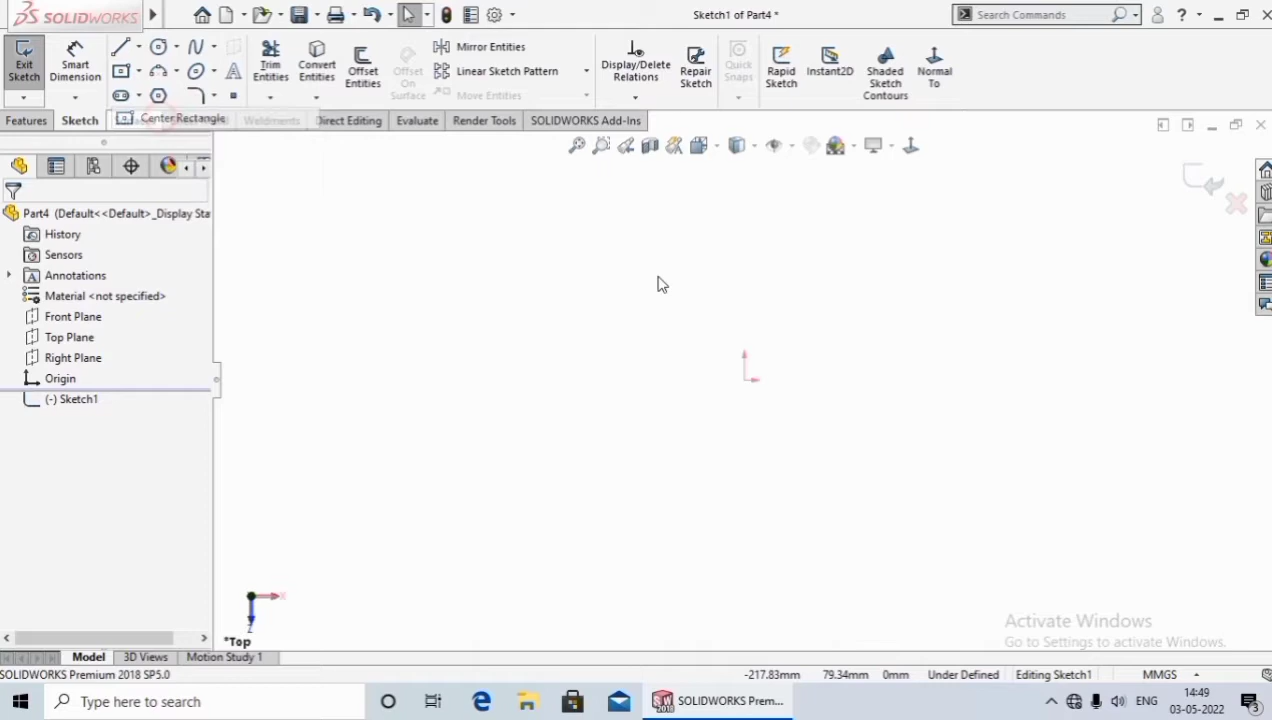 SOLIDWORKS
Sketch1 of Part4 *
Search Commands
Exit Sketch
Smart Dimension
Trim Entities
Convert Entities
Offset Entities
Offset On Surface
Mirror Entities
Linear Sketch Pattern
Move Entities
Display/Delete Relations
Repair Sketch
Quick Snaps
Rapid Sketch
Instant2D
Shaded Sketch Contours
Normal To
Center Rectangle
Features
Sketch
Weldments
Direct Editing
Evaluate
Render Tools
SOLIDWORKS Add-Ins
Part4 (Default<<Default>_Display Sta
History
Sensors
Annotations
Material <not specified>
Front Plane
Top Plane
Right Plane
Origin
(-) Sketch1
X
Z
*Top
Activate Windows
Go to Settings to activate Windows.
Model
3D Views
Motion Study 1
SOLIDWORKS Premium 2018 SP5.0
-217.83mm
79.34mm
0mm
Under Defined
Editing Sketch1
MMGS
Type here to search
SOLIDWORKS Prem...
ENG
14:49
03-05-2022
3